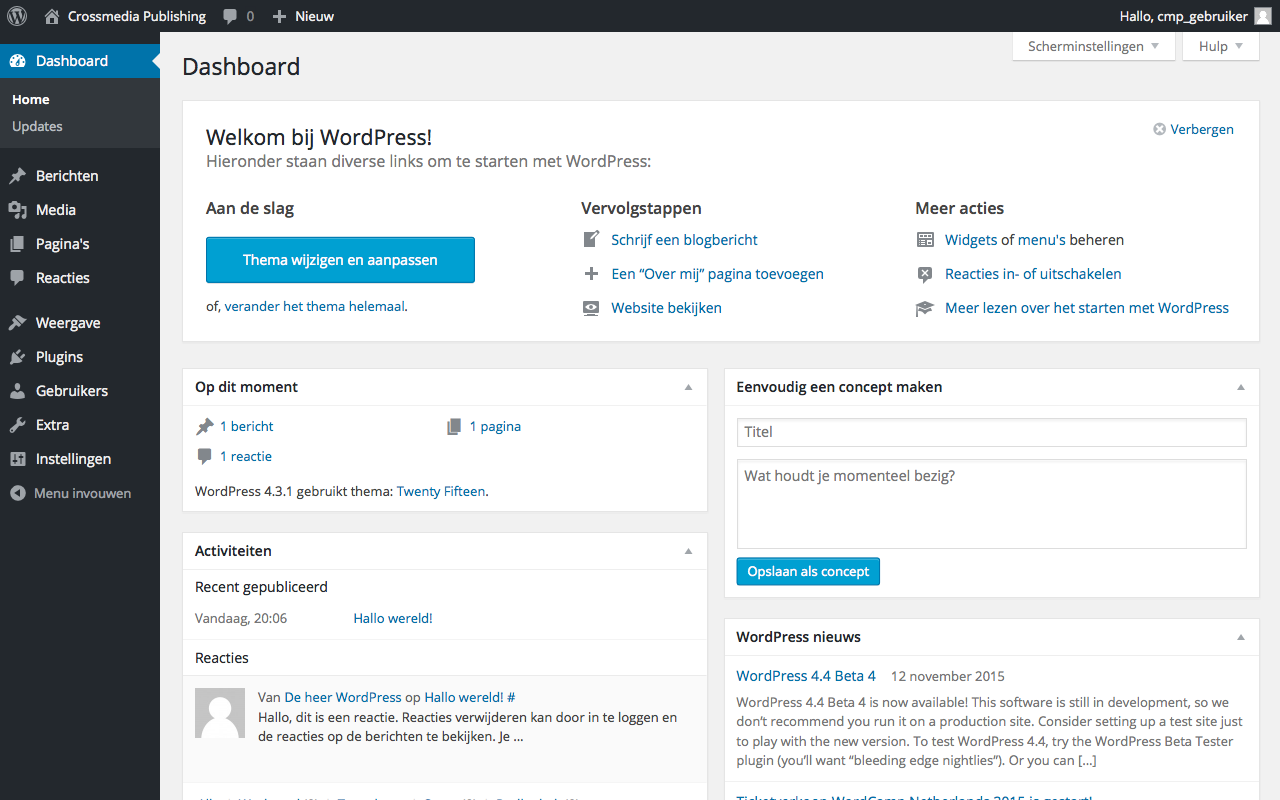 Crossmedia Publishing 0 Nieuw
Hallo, cmp_gebruiker
Dashboard
Home
Updates
Berichten
Media
Pagina's
Reacties
Weergave
Plugins
Gebruikers
Extra
Instellingen
Menu invouwen
Scherminstellingen
Hulp
Dashboard
Welkom bij WordPress!
Verbergen
Hieronder staan diverse links om te starten met WordPress:
Aan de slag
Thema wijzigen en aanpassen
of, verander het thema helemaal.
Vervolgstappen
Schrijf een blogbericht
Een “Over mij” pagina toevoegen
Website bekijken
Meer acties
Widgets of menu's beheren
Reacties in- of uitschakelen
Meer lezen over het starten met WordPress
Op dit moment
1 bericht
1 pagina
1 reactie
WordPress 4.3.1 gebruikt thema: Twenty Fifteen.
Activiteiten
Recent gepubliceerd
Vandaag, 20:06 Hallo wereld!
Reacties
Van De heer WordPress op Hallo wereld! #
Hallo, dit is een reactie. Reacties verwijderen kan door in te loggen en
de reacties op de berichten te bekijken. Je ...
Eenvoudig een concept maken
Titel
Wat houdt je momenteel bezig?
Opslaan als concept
WordPress nieuws
WordPress 4.4 Beta 4 12 november 2015
WordPress 4.4 Beta 4 is now available! This software is still in development, so we
don’t recommend you run it on a production site. Consider setting up a test site just
to play with the new version. To test WordPress 4.4, try the WordPress Beta Tester
plugin (you’ll want “bleeding edge nightlies”). Or you can [...]